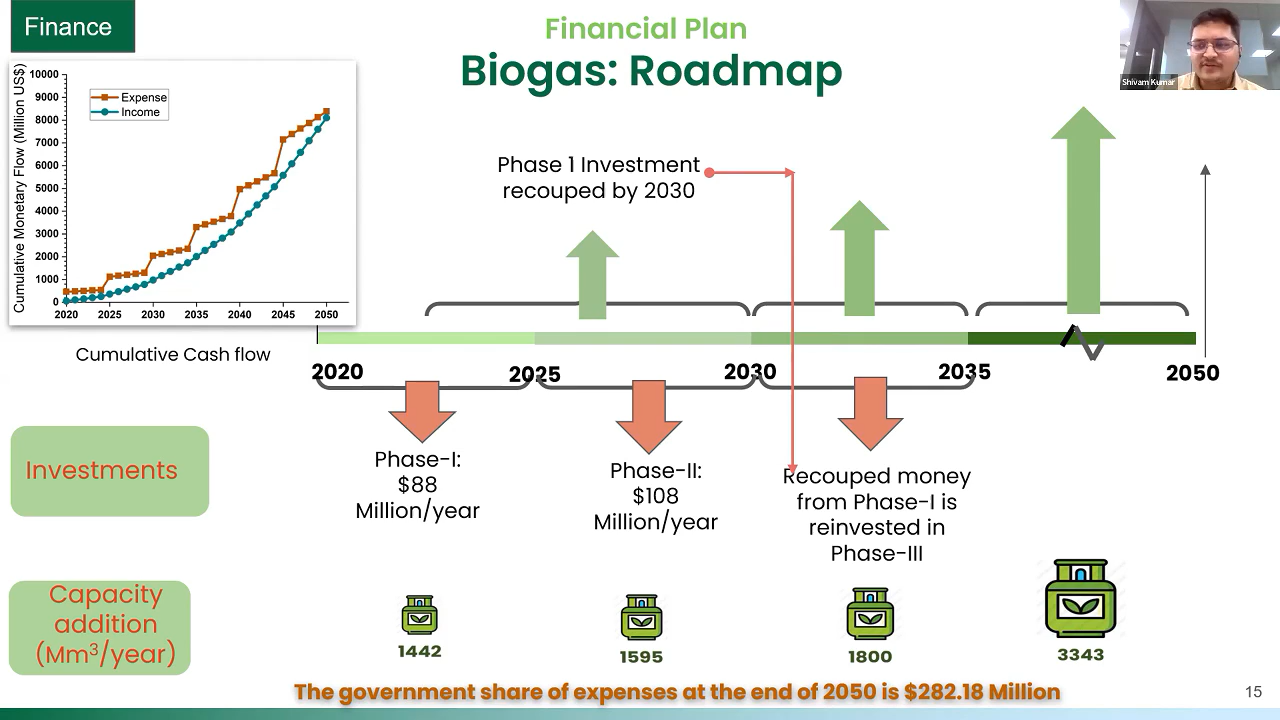 Finance
Financial Plan
Biogas: Roadmap
Shivam Kumar
Cumulative Monetary Flow (Million US$)
10000
9000
8000
7000
6000
5000
4000
3000
2000
1000
0
Expense
Income
2020 2025 2030 2035 2040 2045 2050
Cumulative Cash flow
Phase 1 Investment
recouped by 2030
2020 2025 2030 2035 2050
Investments
Phase-I:
$88
Million/year
Phase-II:
$108
Million/year
Recouped money
from Phase-I is
reinvested in
Phase-III
Capacity
addition
(Mm³/year)
1442
1595
1800
3343
The government share of expenses at the end of 2050 is $282.18 Million
15